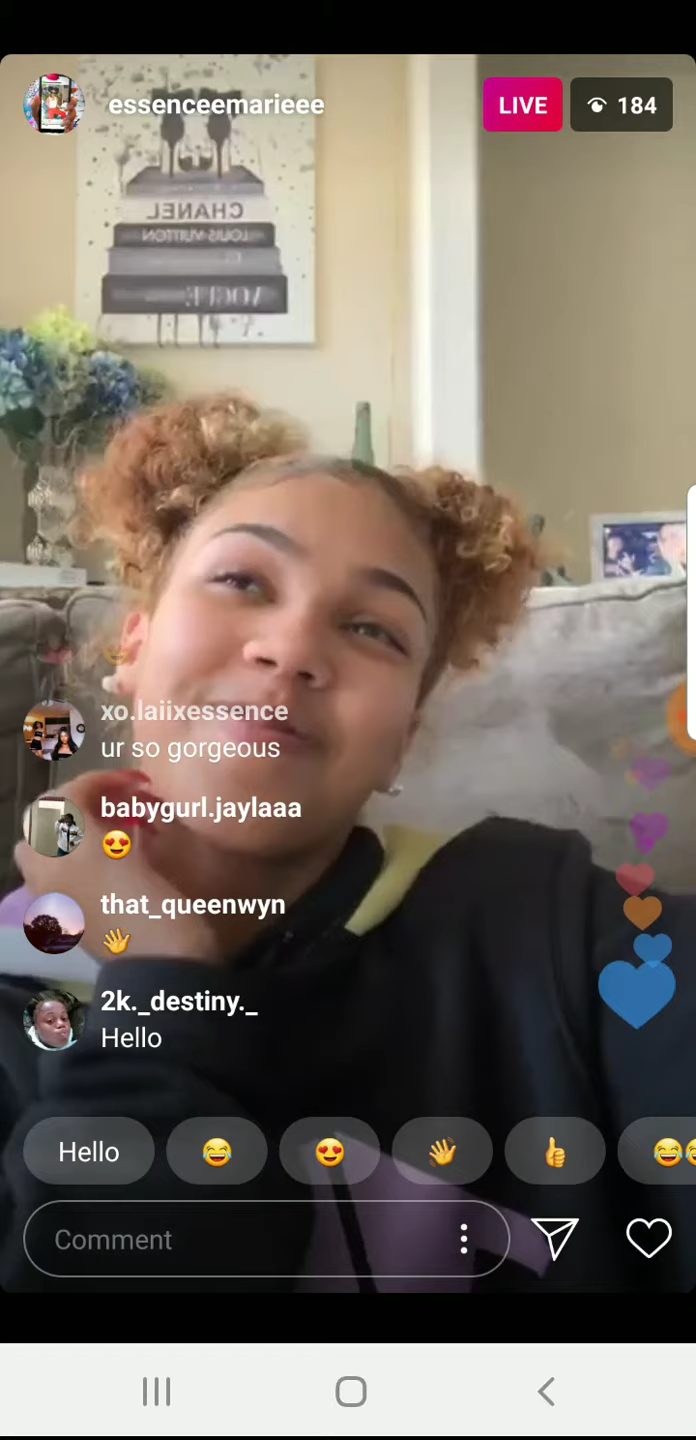 essenceemarieee
LIVE
184
CHANEL
LOUIS VUITTON
VOGUE
xo.laiixessence
ur so gorgeous
babygurl.jaylaaa
😍
that_queenwyn
👋
2k._destiny._
Hello
Hello 😂 😍 👋 👍 😂
Comment